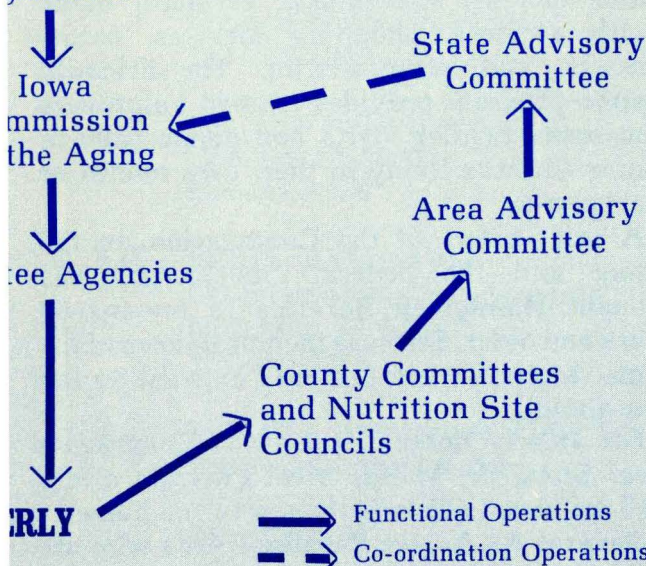 State Advisory
Committee
Iowa
mmission
the Aging
Area Advisory
Committee
tee Agencies
County Committees
and Nutrition Site
Councils
ERLY
Functional Operations
Co-ordination Operations